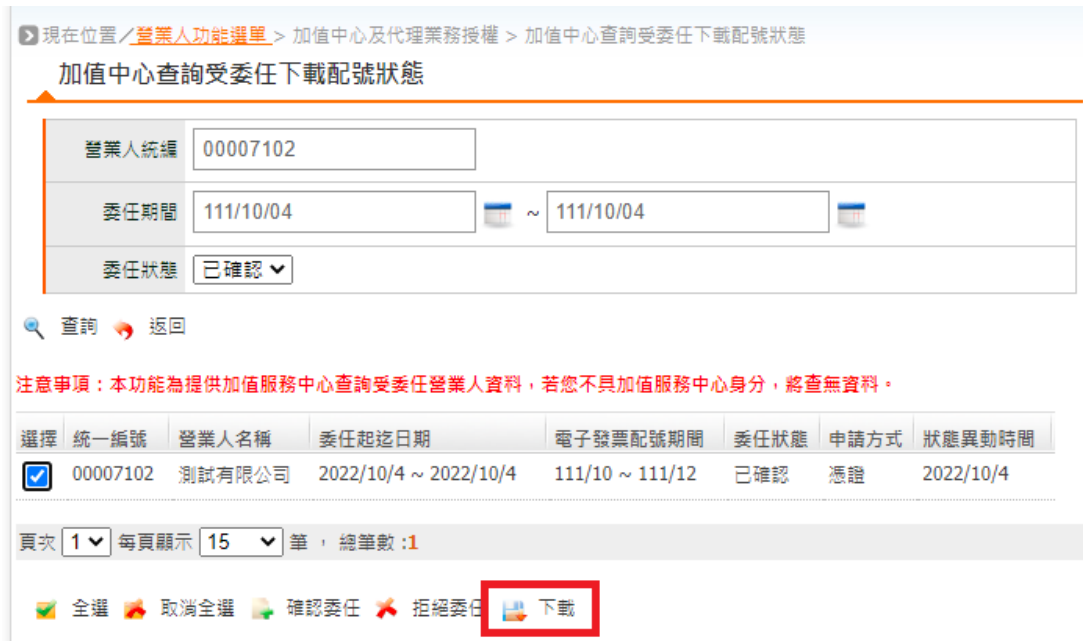 現在位置／營業人功能選單 > 加值中心及代理業務授權 > 加值中心查詢受委任下載配號狀態
加值中心查詢受委任下載配號狀態
營業人統編 00007102
委任期間 111/10/04 ~ 111/10/04
委任狀態 已確認
查詢 返回
注意事項：本功能為提供加值服務中心查詢受委任營業人資料，若您不具加值服務中心身分，將查無資料。
選擇 統一編號 營業人名稱 委任起迄日期 電子發票配號期間 委任狀態 申請方式 狀態異動時間
00007102 測試有限公司 2022/10/4 ~ 2022/10/4 111/10 ~ 111/12 已確認 憑證 2022/10/4
頁次 1 每頁顯示 15 筆 ， 總筆數 :1
全選 取消全選 確認委任 拒絕委任 下載